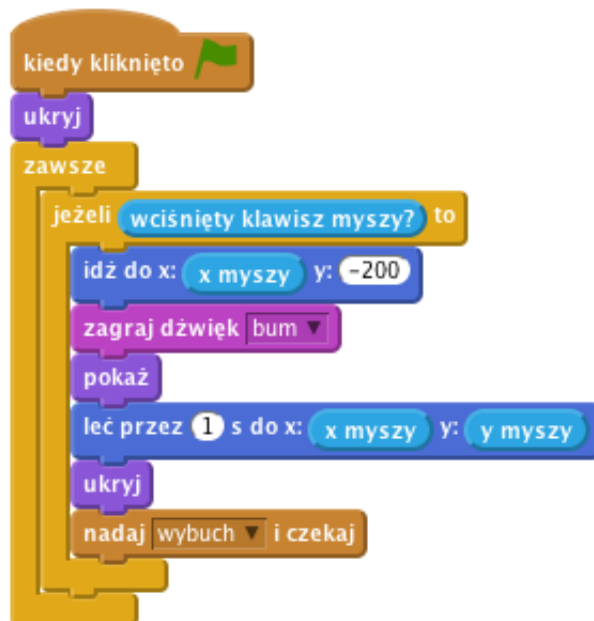 kiedy kliknięto
ukryj
zawsze
jeżeli wciśnięty klawisz myszy? to
idź do x: x myszy y: -200
zagraj dźwięk bum
pokaż
leć przez 1 s do x: x myszy y: y myszy
ukryj
nadaj wybuch i czekaj